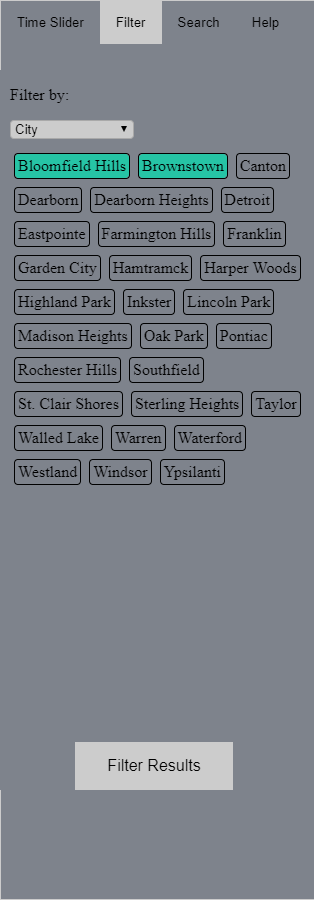 Time Slider Filter Search Help
Filter by:
City
Bloomfield Hills Brownstown Canton
Dearborn Dearborn Heights Detroit
Eastpointe Farmington Hills Franklin
Garden City Hamtramck Harper Woods
Highland Park Inkster Lincoln Park
Madison Heights Oak Park Pontiac
Rochester Hills Southfield
St. Clair Shores Sterling Heights Taylor
Walled Lake Warren Waterford
Westland Windsor Ypsilanti
Filter Results